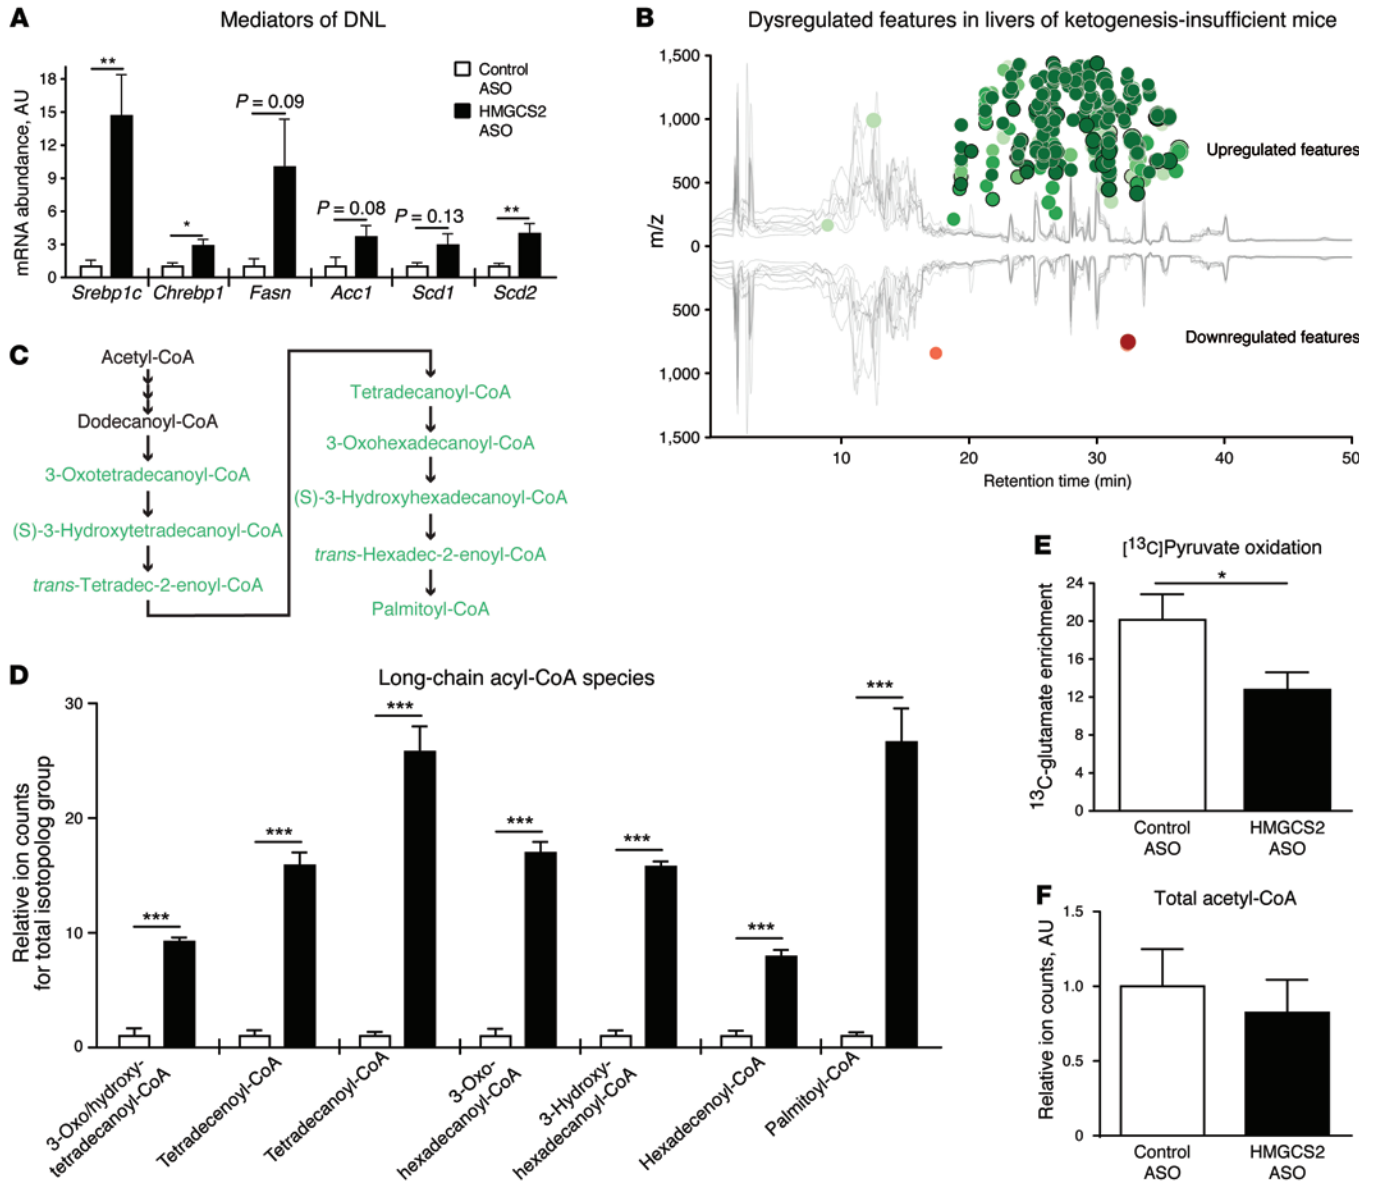 A
Mediators of DNL
mRNA abundance, AU
18
15
12
9
6
3
0
**
*
P = 0.09
P = 0.08
P = 0.13
**
Control
ASO
HMGCS2
ASO
Srebp1c
Chrebp1
Fasn
Acc1
Scd1
Scd2
B
Dysregulated features in livers of ketogenesis-insufficient mice
m/z
1,500
1,000
500
0
500
1,000
1,500
Upregulated features
Downregulated features
10
20
30
40
50
Retention time (min)
C
Acetyl-CoA
Dodecanoyl-CoA
3-Oxotetradecanoyl-CoA
(S)-3-Hydroxytetradecanoyl-CoA
trans-Tetradec-2-enoyl-CoA
Tetradecanoyl-CoA
3-Oxohexadecanoyl-CoA
(S)-3-Hydroxyhexadecanoyl-CoA
trans-Hexadec-2-enoyl-CoA
Palmitoyl-CoA
D
Long-chain acyl-CoA species
Relative ion counts
for total isotopolog group
30
20
10
0
***
***
***
***
***
***
***
3-Oxo/hydroxy-
tetradecanoyl-CoA
Tetradecenoyl-CoA
Tetradecanoyl-CoA
3-Oxo-
hexadecanoyl-CoA
3-Hydroxy-
hexadecanoyl-CoA
Hexadecenoyl-CoA
Palmitoyl-CoA
E
[13C]Pyruvate oxidation
13C-glutamate enrichment
24
20
16
12
8
4
0
*
Control
ASO
HMGCS2
ASO
F
Total acetyl-CoA
Relative ion counts, AU
1.5
1.0
0.5
0
Control
ASO
HMGCS2
ASO